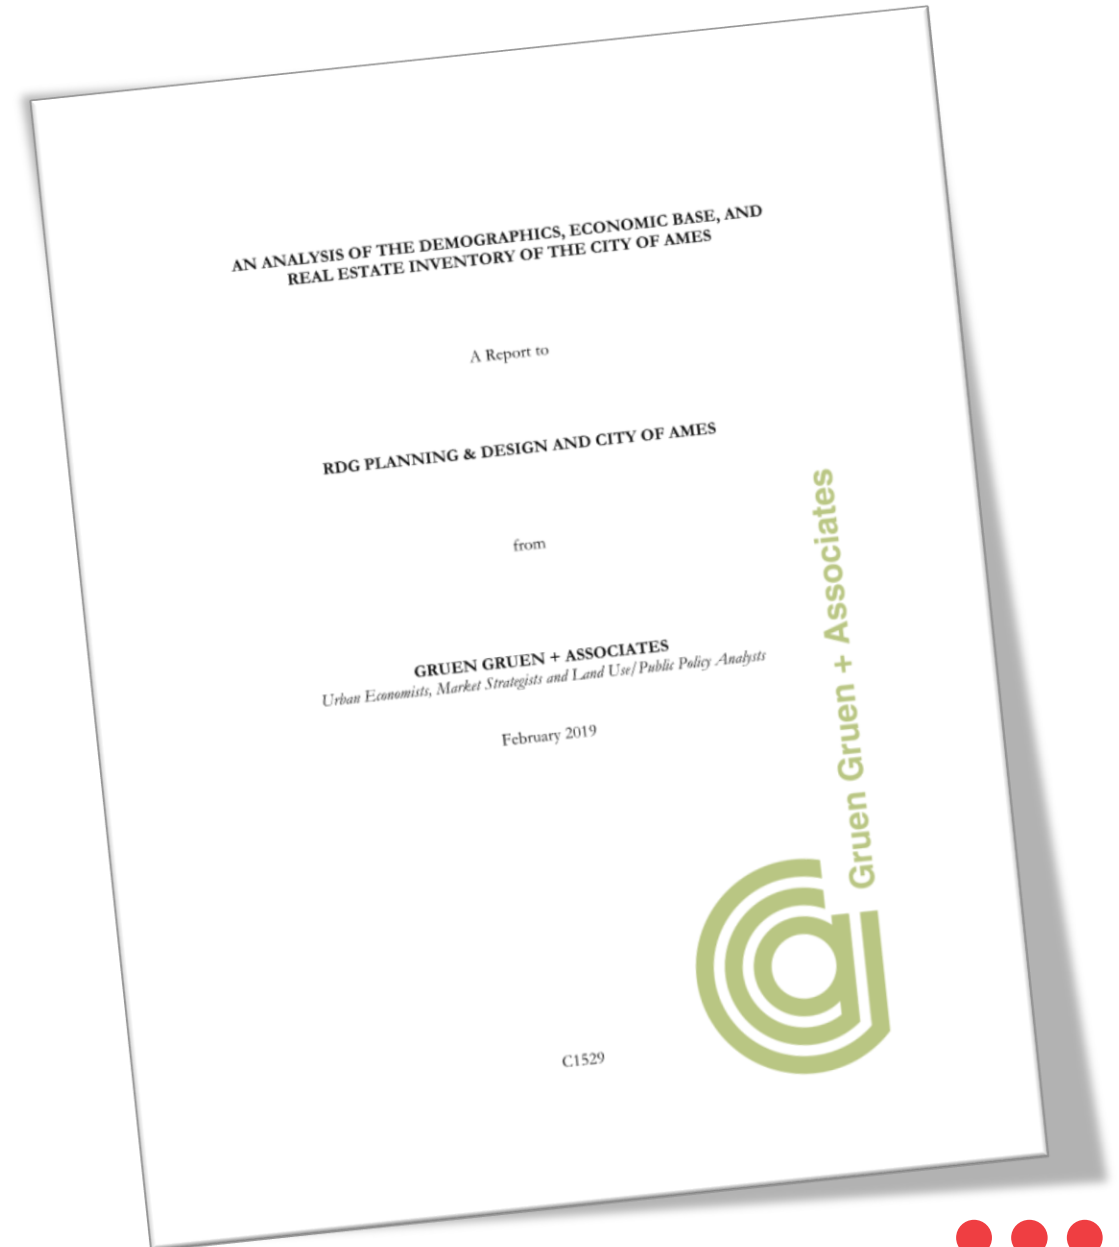 AN ANALYSIS OF THE DEMOGRAPHICS, ECONOMIC BASE, AND
REAL ESTATE INVENTORY OF THE CITY OF AMES
A Report to
RDG PLANNING & DESIGN AND CITY OF AMES
from
GRUEN GRUEN + ASSOCIATES
Urban Economists, Market Strategists and Land Use/Public Policy Analysts
February 2019
Gruen Gruen + Associates
C1529